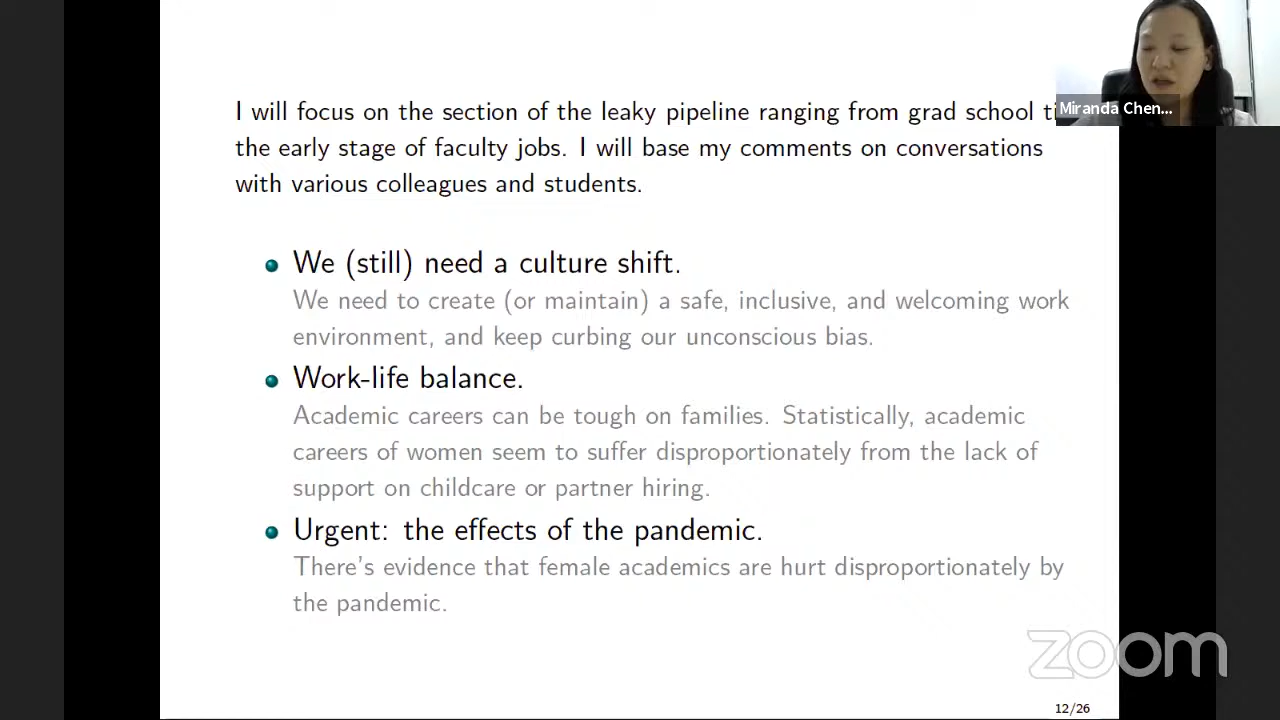 I will focus on the section of the leaky pipeline ranging from grad school
the early stage of faculty jobs. I will base my comments on conversations
with various colleagues and students.
Miranda Chen...
We (still) need a culture shift.
We need to create (or maintain) a safe, inclusive, and welcoming work
environment, and keep curbing our unconscious bias.
Work-life balance.
Academic careers can be tough on families. Statistically, academic
careers of women seem to suffer disproportionately from the lack of
support on childcare or partner hiring.
Urgent: the effects of the pandemic.
There's evidence that female academics are hurt disproportionately by
the pandemic.
zoom
12/26